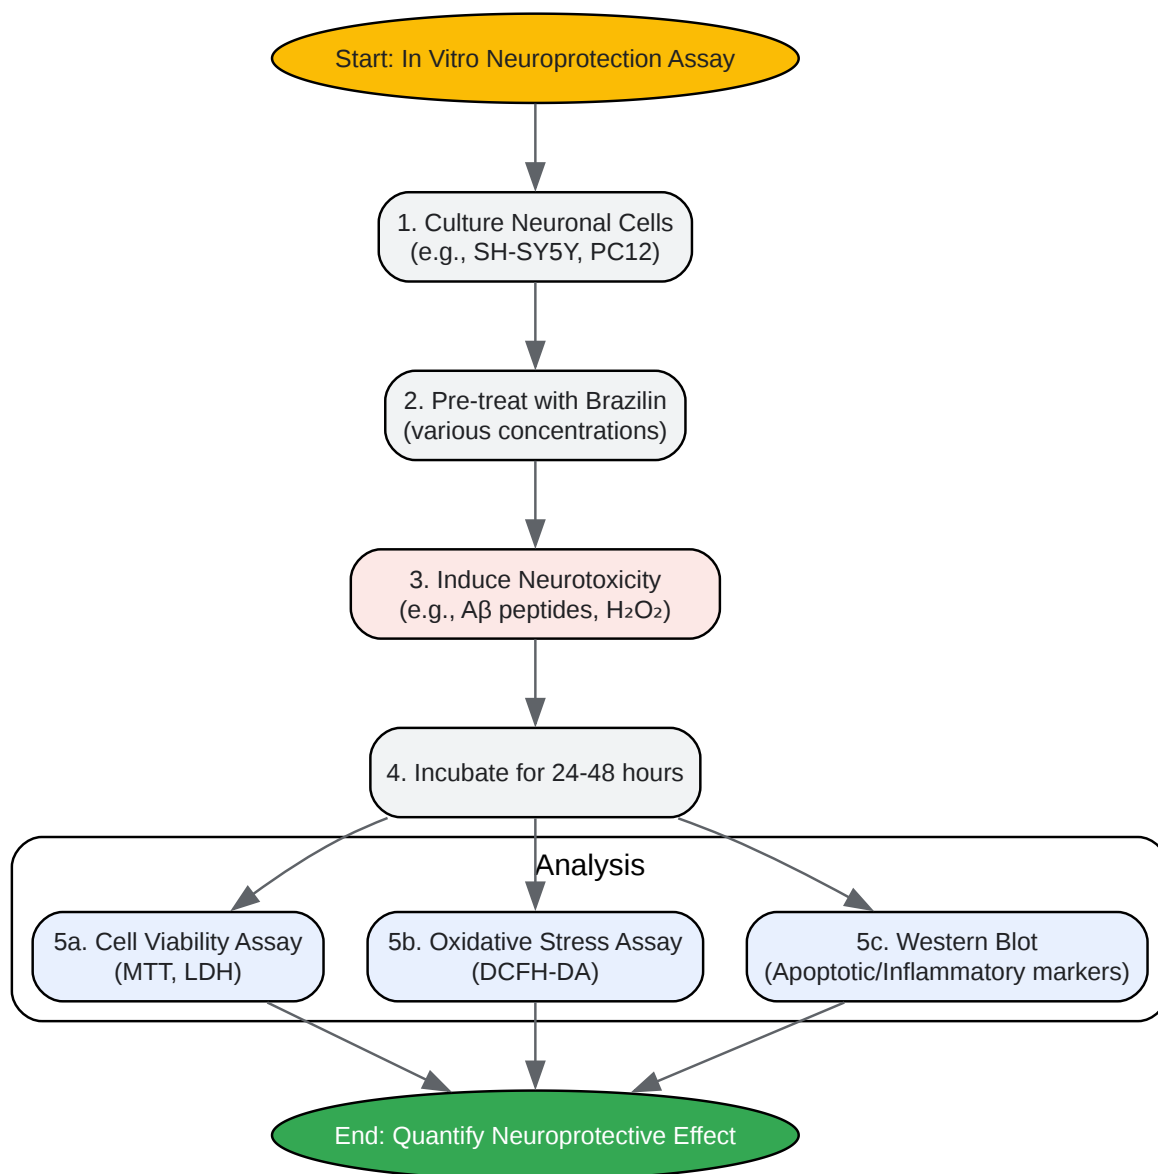 Start: In Vitro Neuroprotection Assay
1. Culture Neuronal Cells
(e.g., SH-SY5Y, PC12)
2. Pre-treat with Brazilin
(various concentrations)
3. Induce Neurotoxicity
(e.g., Aβ peptides, H₂O₂)
4. Incubate for 24-48 hours
Analysis
5a. Cell Viability Assay
(MTT, LDH)
5b. Oxidative Stress Assay
(DCFH-DA)
5c. Western Blot
(Apoptotic/Inflammatory markers)
End: Quantify Neuroprotective Effect